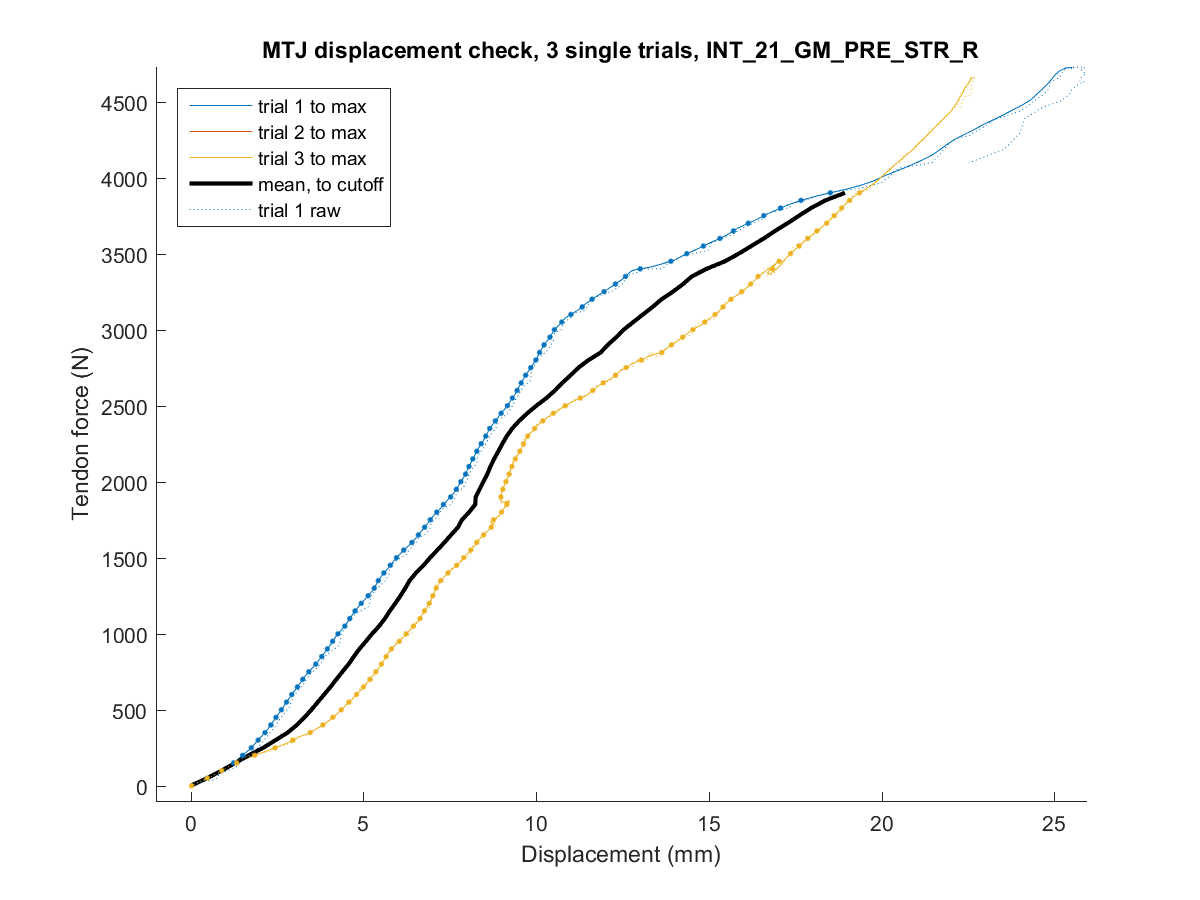 MTJ displacement check, 3 single trials, INT_21_GM_PRE_STR_R
trial 1 to max
trial 2 to max
trial 3 to max
mean, to cutoff
trial 1 raw
4500
4000
3500
3000
2500
2000
1500
1000
500
0
Tendon force (N)
0 5 10 15 20 25
Displacement (mm)